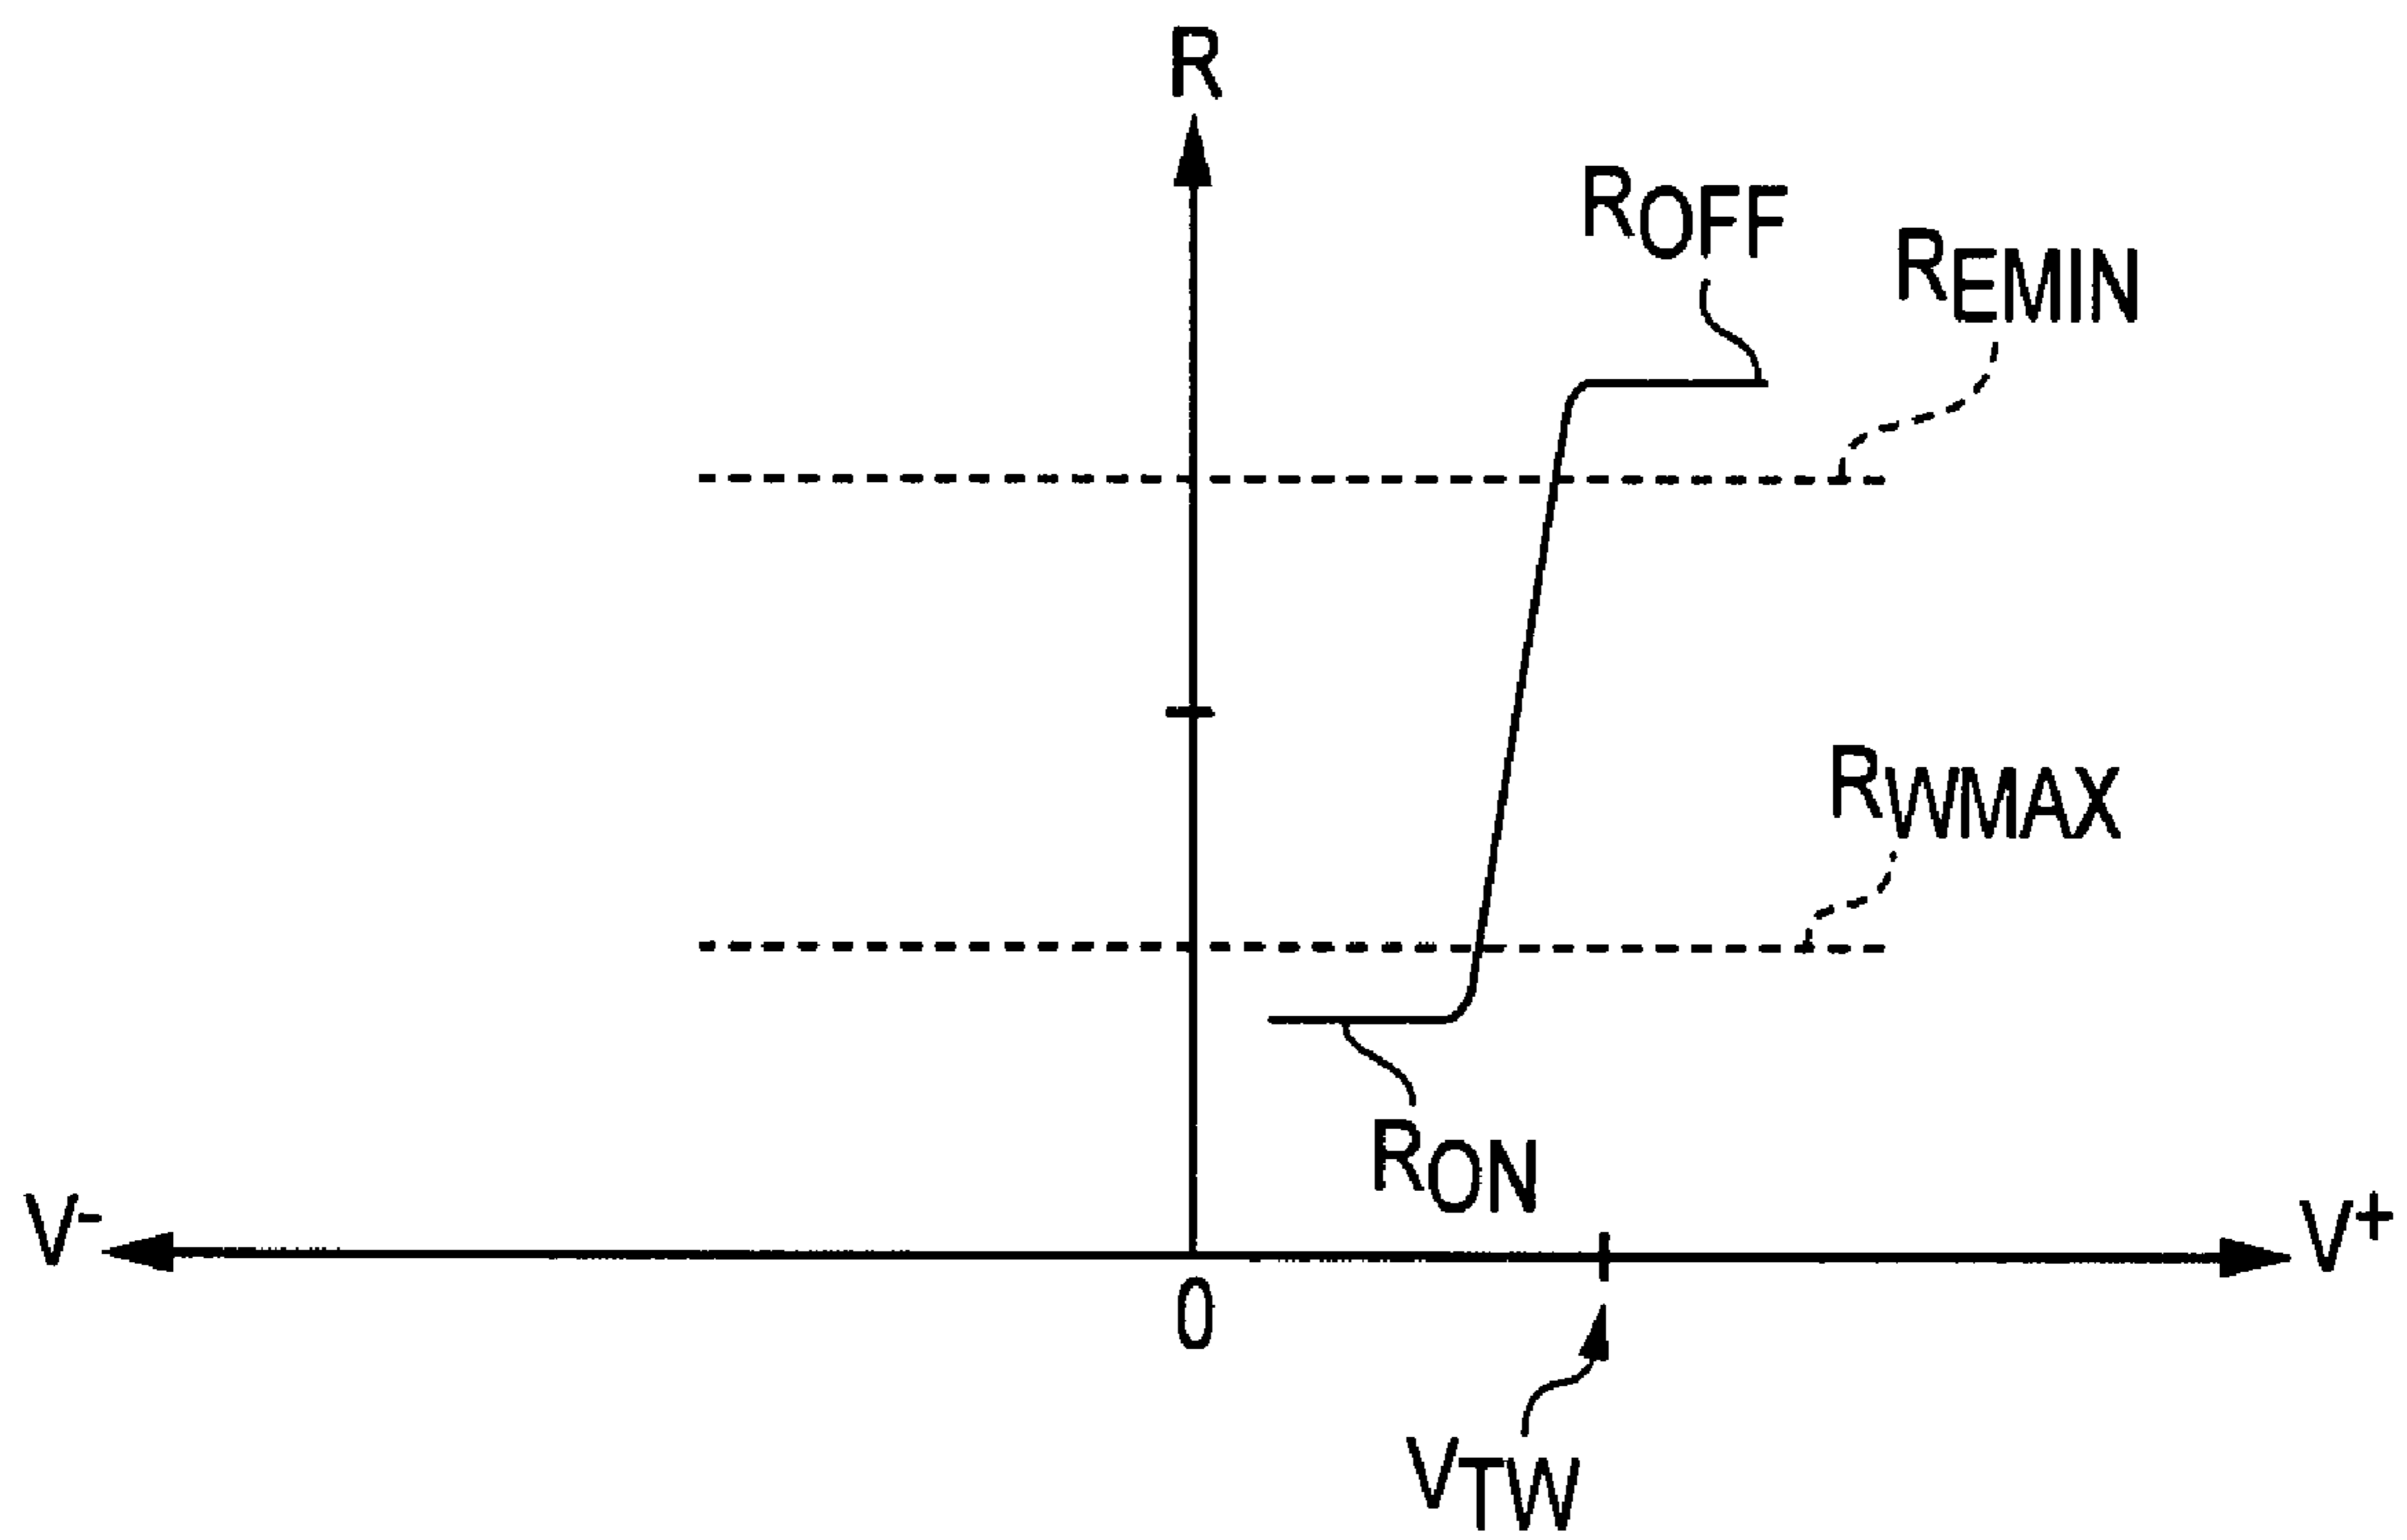 R
ROFF
REMIN
RWMAX
RON
V-
V+
0
VTW